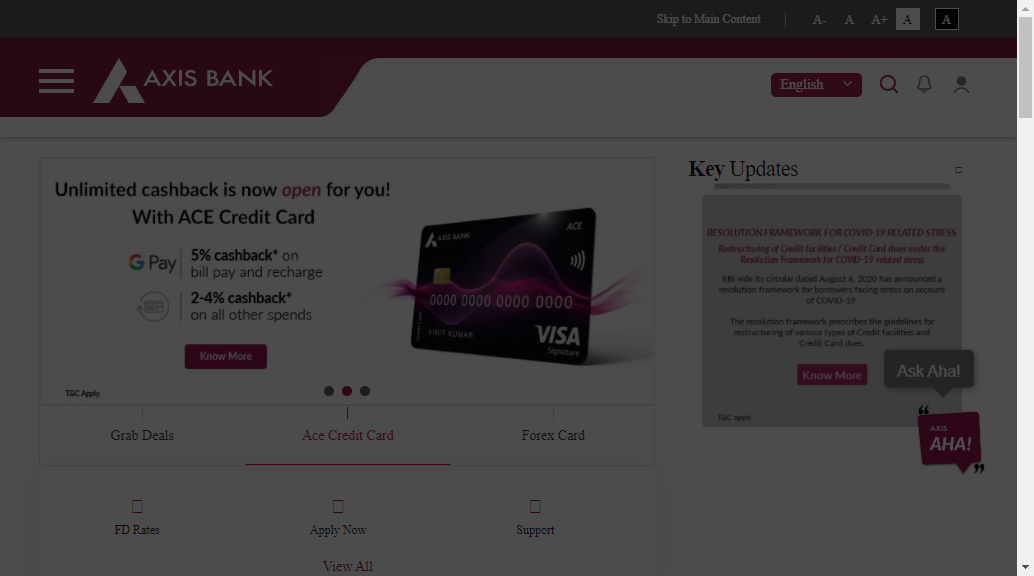 Skip to Main Content
A-
A
A+
A
A
AXIS BANK
English
Unlimited cashback is now open for you!
With ACE Credit Card
G Pay
5% cashback* on
bill pay and recharge
2-4% cashback*
on all other spends
Know More
T&C Apply.
AXIS BANK
ACE
0000 0000 0000 0000
VINIT KUMAR
VISA
Signature
Grab Deals
Ace Credit Card
Forex Card
FD Rates
Apply Now
Support
View All
Key Updates
RESOLUTION FRAMEWORK FOR COVID-19 RELATED STRESS
Restructuring of Credit facilities / Credit Card dues under the
Resolution Framework for COVID-19 related stress
RBI vide its circular dated August 6, 2020 has announced a
resolution framework for borrowers facing stress on account
of COVID-19.
The resolution framework prescribes the guidelines for
restructuring of various types of Credit facilities and
Credit Card dues.
Know More
T&C apply
Ask Aha!
AXIS
AHA!